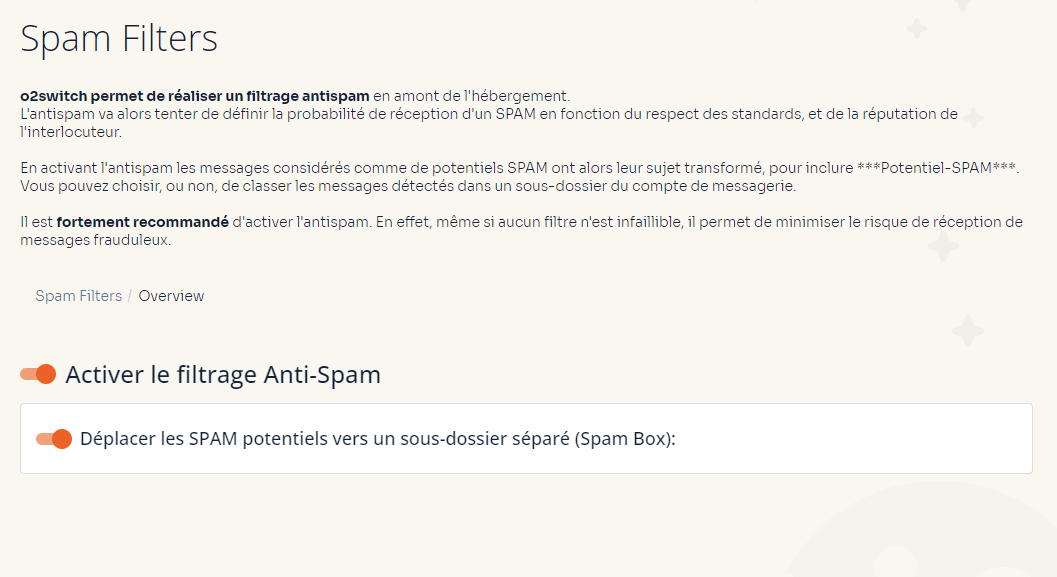 Spam Filters
o2switch permet de réaliser un filtrage antispam en amont de l'hébergement.
L'antispam va alors tenter de définir la probabilité de réception d'un SPAM en fonction du respect des standards, et de la réputation de
l'interlocuteur.
En activant l'antispam les messages considérés comme de potentiels SPAM ont alors leur sujet transformé, pour inclure ***Potentiel-SPAM***.
Vous pouvez choisir, ou non, de classer les messages détectés dans un sous-dossier du compte de messagerie.
Il est fortement recommandé d'activer l'antispam. En effet, même si aucun filtre n'est infaillible, il permet de minimiser le risque de réception de
messages frauduleux.
Spam Filters / Overview
Activer le filtrage Anti-Spam
Déplacer les SPAM potentiels vers un sous-dossier séparé (Spam Box):